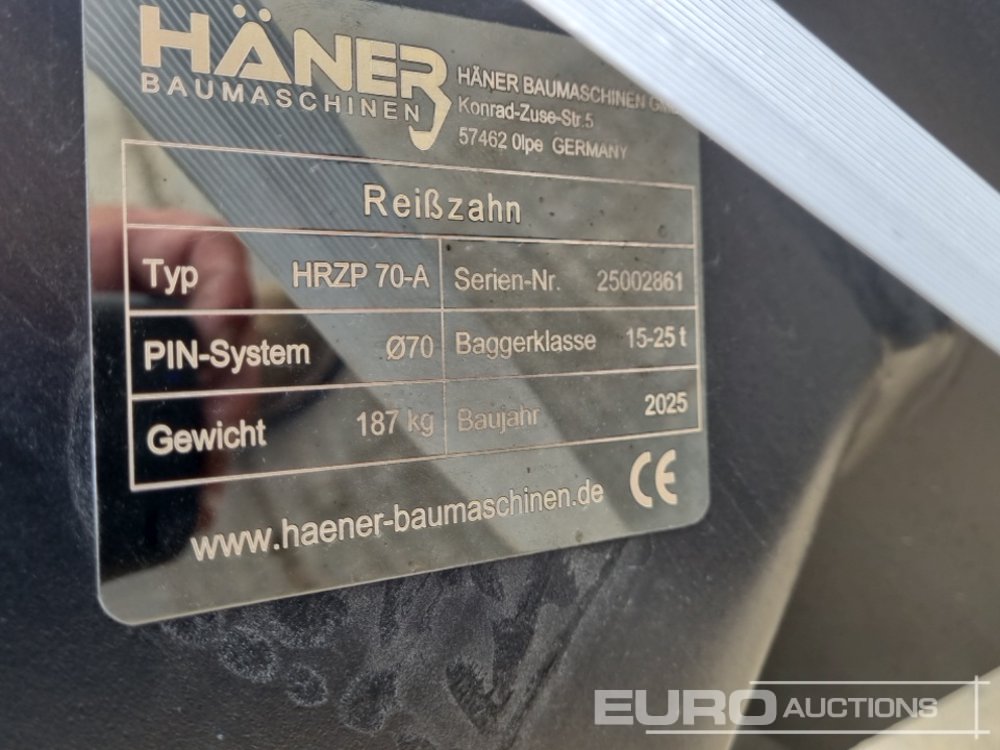 HÄNER
BAUMASCHINEN
HÄNER BAUMASCHINEN
Konrad-Zuse-Str.5
57462 Olpe GERMANY
Reißzahn
Typ HRZP 70-A Serien-Nr. 25002861
PIN-System Ø70 Baggerklasse 15-25 t
Gewicht 187 kg Baujahr 2025
www.haener-baumaschinen.de CE
EURO AUCTIONS